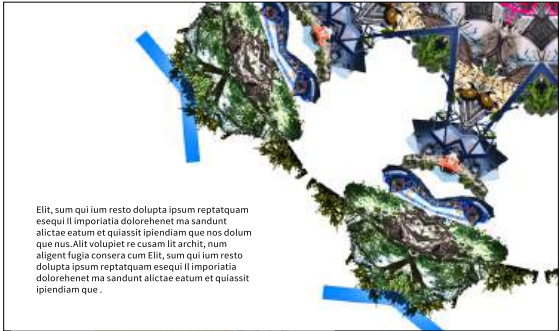 Elit, sum qui ium resto dolupta ipsum reptatquam
esequi Il imporiatia dolorehenet ma sandunt
alictae eatum et quiassit ipiendiam que nos dolum
que nus.Alit volupiet re cusam lit archit, num
aligent fugia consera cum Elit, sum qui ium resto
dolupta ipsum reptatquam esequi Il imporiatia
dolorehenet ma sandunt alictae eatum et quiassit
ipiendiam que .